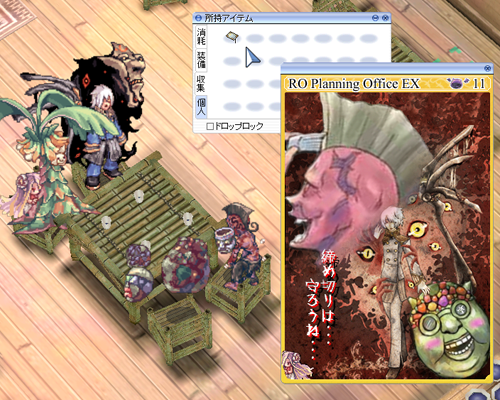 所持アイテム
消耗
装備
収集
個人
ドロップロック
RO Planning Office EX
11
締め切りは・・・
守ろうね・・・